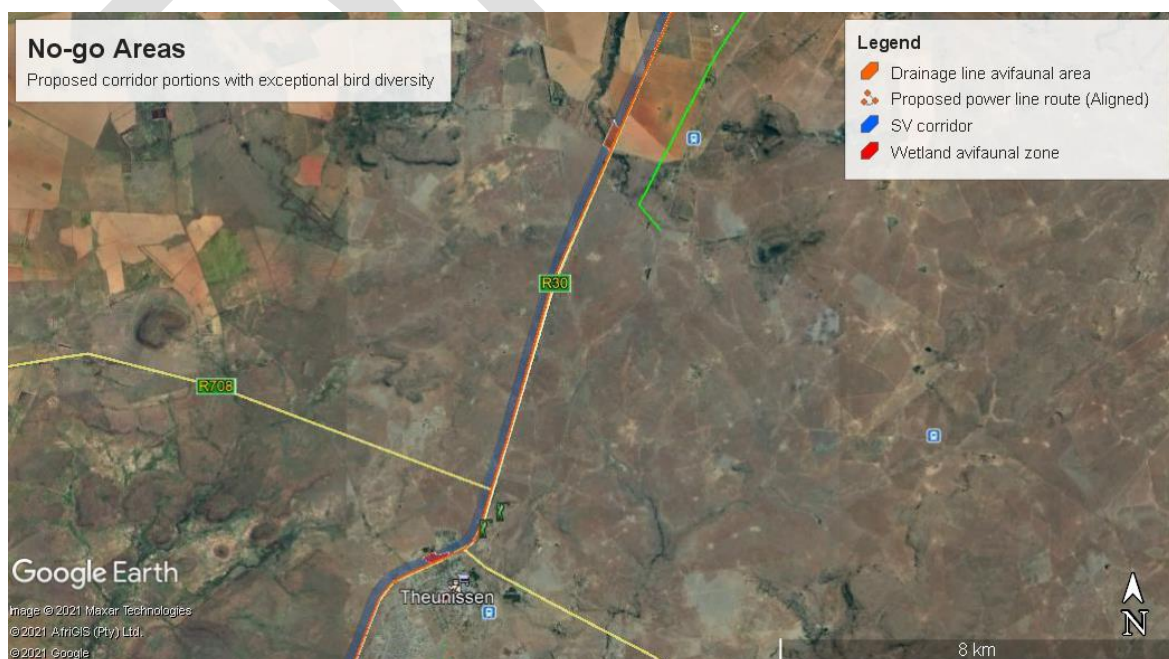 No-go Areas
Proposed corridor portions with exceptional bird diversity
Legend
Drainage line avifaunal area
Proposed power line route (Aligned)
SV corridor
Wetland avifaunal zone
R30
R708
Theunissen
Google Earth
Image © 2021 Maxar Technologies
© 2021 AfriGIS (Pty) Ltd.
© 2021 Google
N
8 km